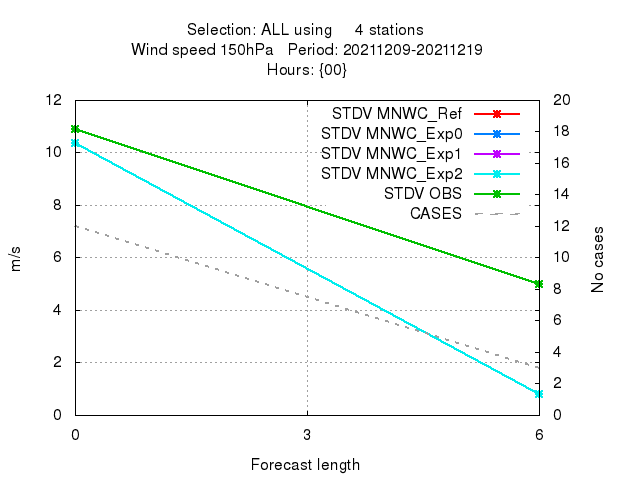 Selection: ALL using     4 stations
Wind speed 150hPa   Period: 20211209-20211219
Hours: {00}
12
10
8
6
4
2
0
m/s
STDV MNWC_Ref
STDV MNWC_Exp0
STDV MNWC_Exp1
STDV MNWC_Exp2
STDV OBS
CASES
20
18
16
14
12
10
8
6
4
2
0
No cases
0 3 6
Forecast length